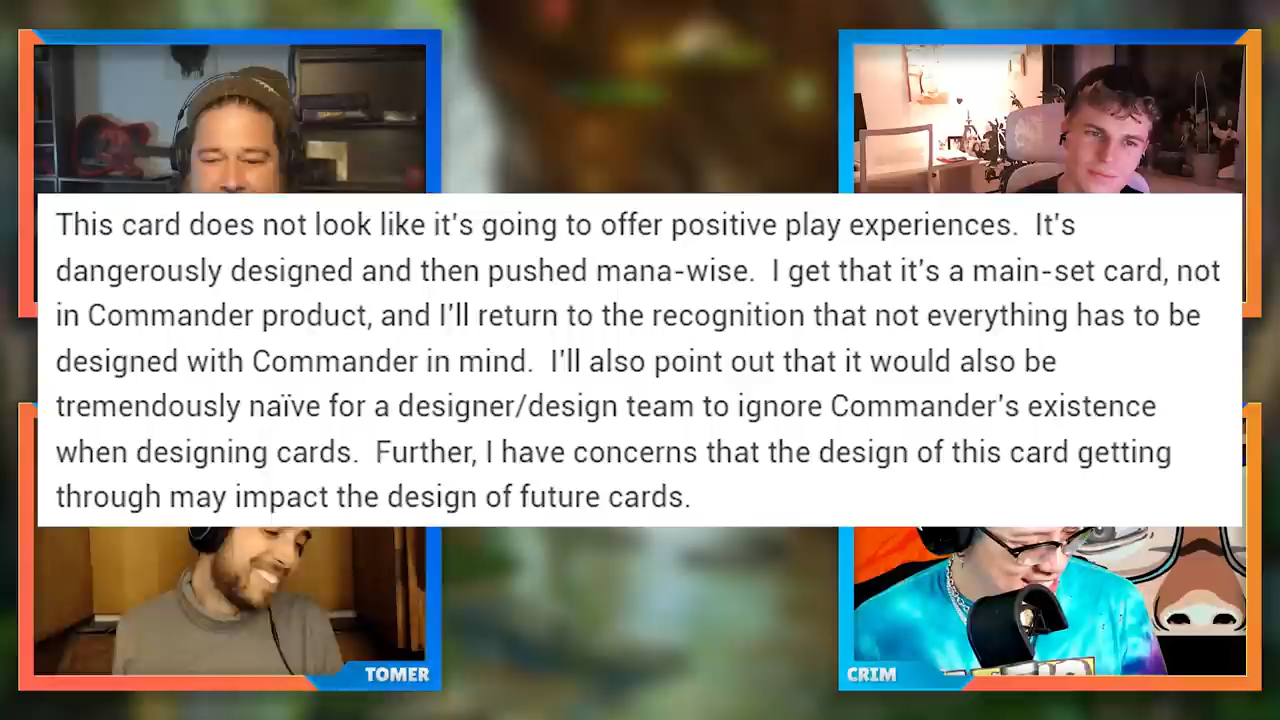 This card does not look like it's going to offer positive play experiences.  It's
dangerously designed and then pushed mana-wise.  I get that it's a main-set card, not
in Commander product, and I'll return to the recognition that not everything has to be
designed with Commander in mind.  I'll also point out that it would also be
tremendously naïve for a designer/design team to ignore Commander's existence
when designing cards.  Further, I have concerns that the design of this card getting
through may impact the design of future cards.
TOMER
CRIM